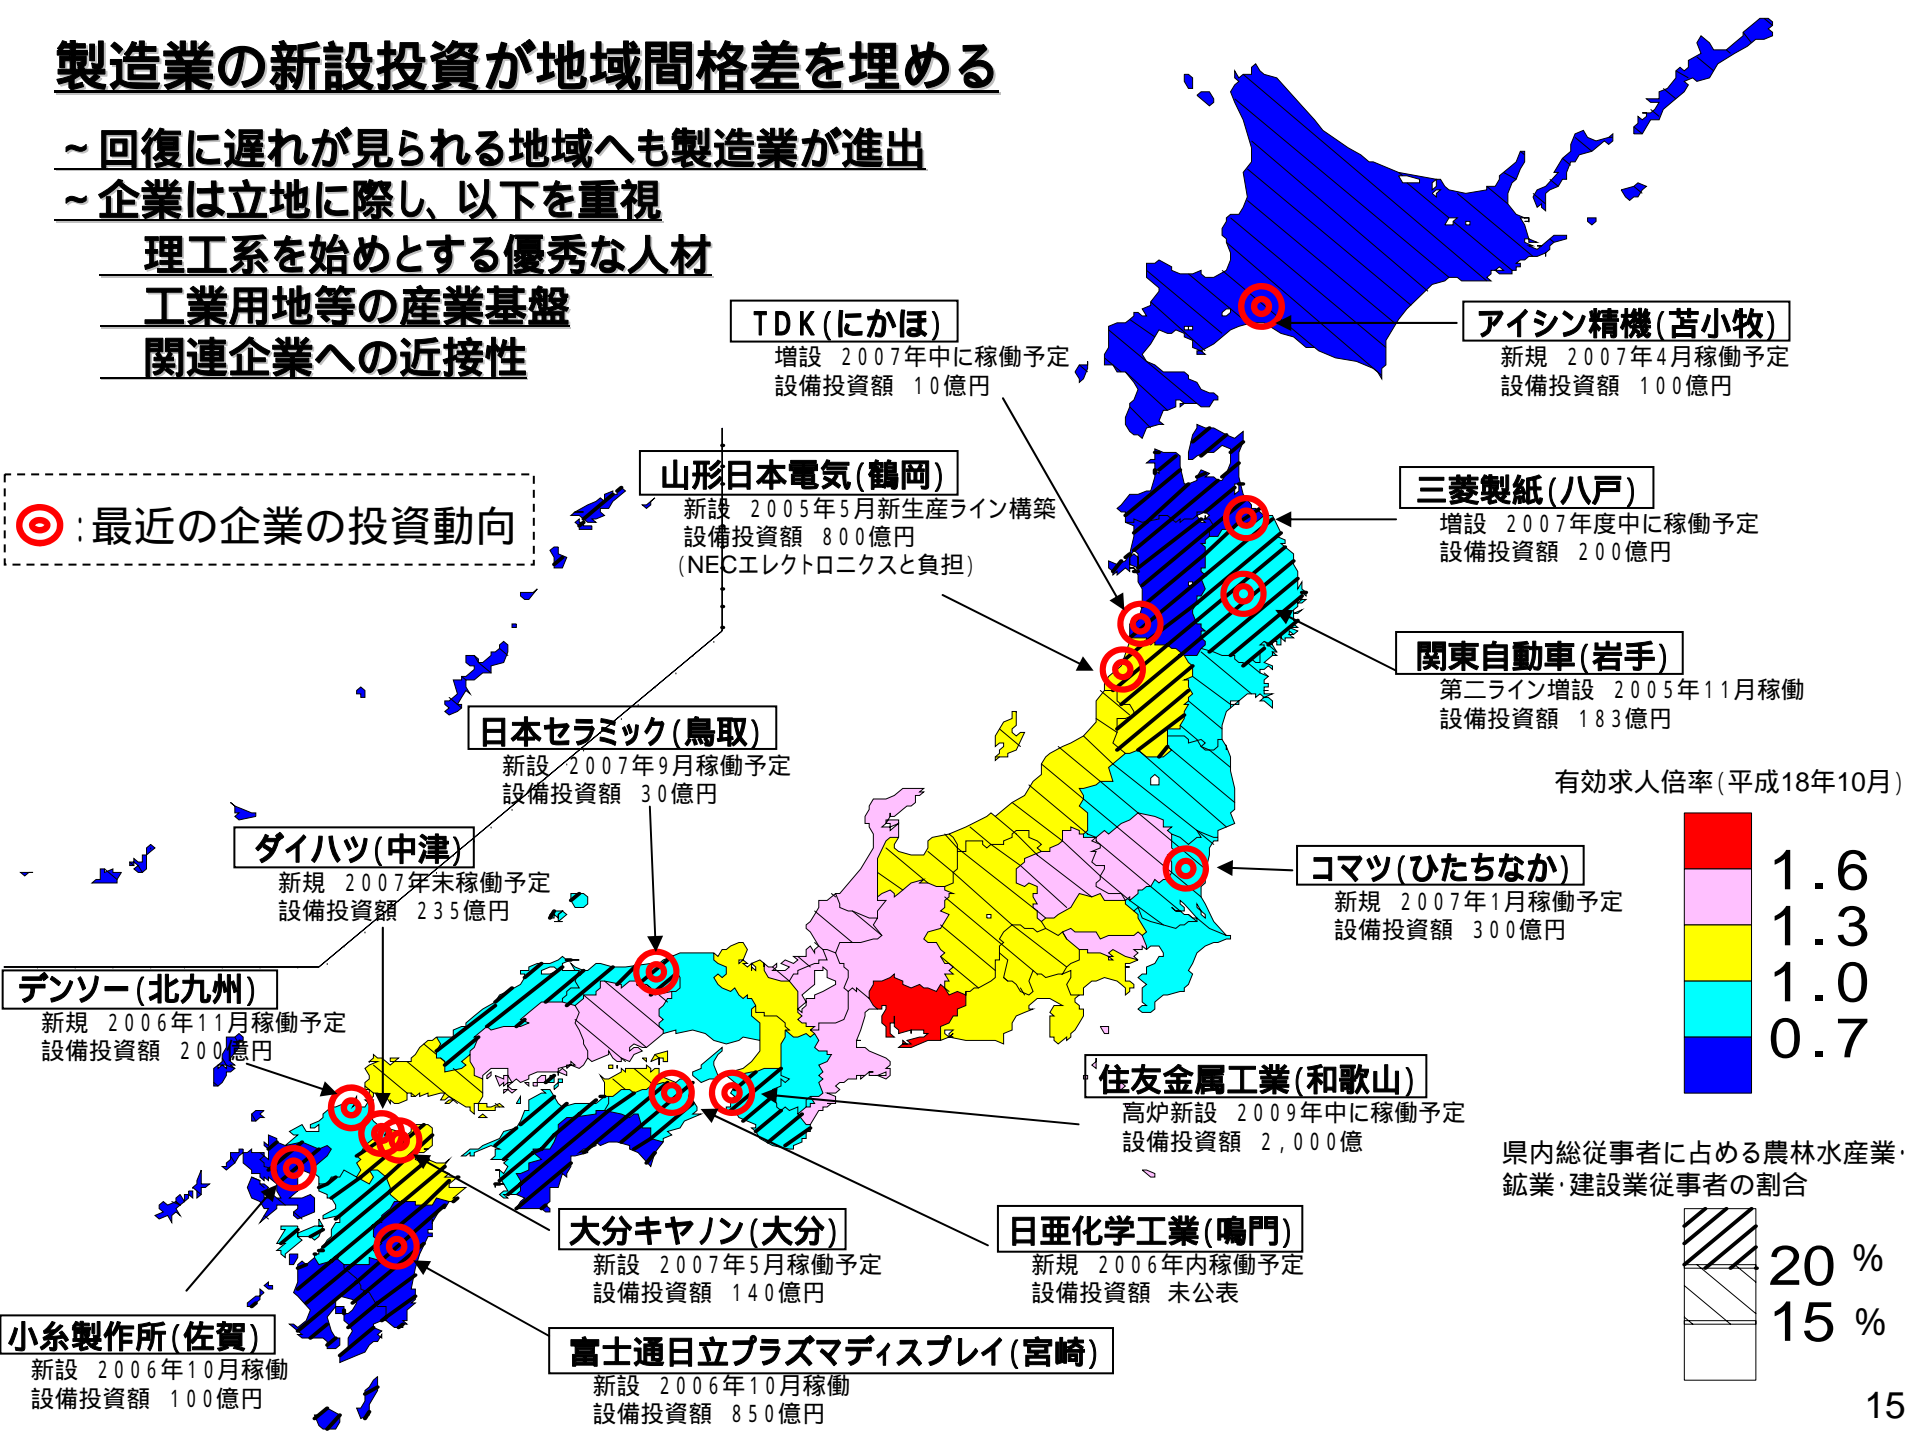 製造業の新設投資が地域間格差を埋める
～回復に遅れが見られる地域へも製造業が進出
～企業は立地に際し、以下を重視
理工系を始めとする優秀な人材
工業用地等の産業基盤
関連企業への近接性
TDK(にかほ)
増設 2007年中に稼働予定
設備投資額 10億円
アイシン精機(苫小牧)
新規 2007年4月稼働予定
設備投資額 100億円
山形日本電気(鶴岡)
新設 2005年5月新生産ライン構築
設備投資額 800億円
(NECエレクトロニクスと負担)
三菱製紙(八戸)
増設 2007年度中に稼働予定
設備投資額 200億円
:最近の企業の投資動向
関東自動車(岩手)
第二ライン増設 2005年11月稼働
設備投資額 183億円
日本セラミック(鳥取)
新設 2007年9月稼働予定
設備投資額 30億円
有効求人倍率(平成18年10月)
1.6
1.3
1.0
0.7
ダイハツ(中津)
新規 2007年末稼働予定
設備投資額 235億円
コマツ(ひたちなか)
新規 2007年1月稼働予定
設備投資額 300億円
デンソー(北九州)
新規 2006年11月稼働予定
設備投資額 200億円
住友金属工業(和歌山)
高炉新設 2009年中に稼働予定
設備投資額 2,000億
県内総従事者に占める農林水産業・
鉱業・建設業従事者の割合
20 %
15 %
大分キヤノン(大分)
新設 2007年5月稼働予定
設備投資額 140億円
日亜化学工業(鳴門)
新規 2006年内稼働予定
設備投資額 未公表
小糸製作所(佐賀)
新設 2006年10月稼働
設備投資額 100億円
富士通日立プラズマディスプレイ(宮崎)
新設 2006年10月稼働
設備投資額 850億円
15